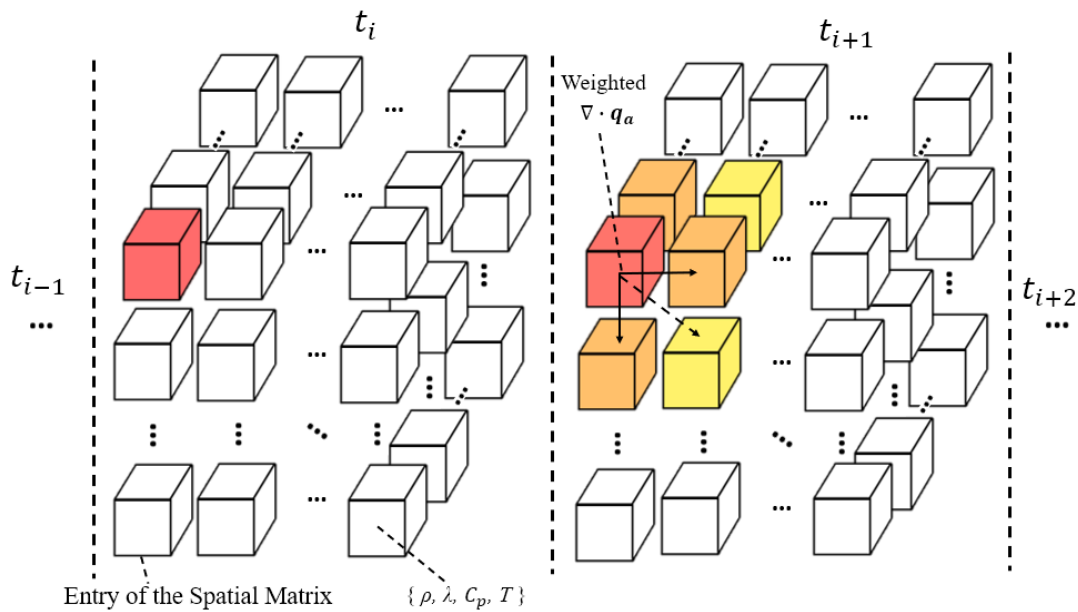 t_i
t_{i+1}
Weighted
∇ · q_a
...
...
...
...
t_{i−1}
...
...
...
t_{i+2}
...
...
...
...
...
Entry of the Spatial Matrix
{ ρ, λ, C_p, T }